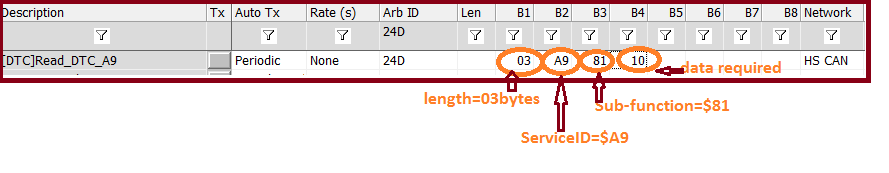 Description Tx Auto Tx Rate (s) Arb ID Len B1 B2 B3 B4 B5 B6 B7 B8 Network
24D
[DTC]Read_DTC_A9 Periodic None 24D 03 A9 81 10 HS CAN
data required
length=03bytes
Sub-function=$81
ServiceID=$A9